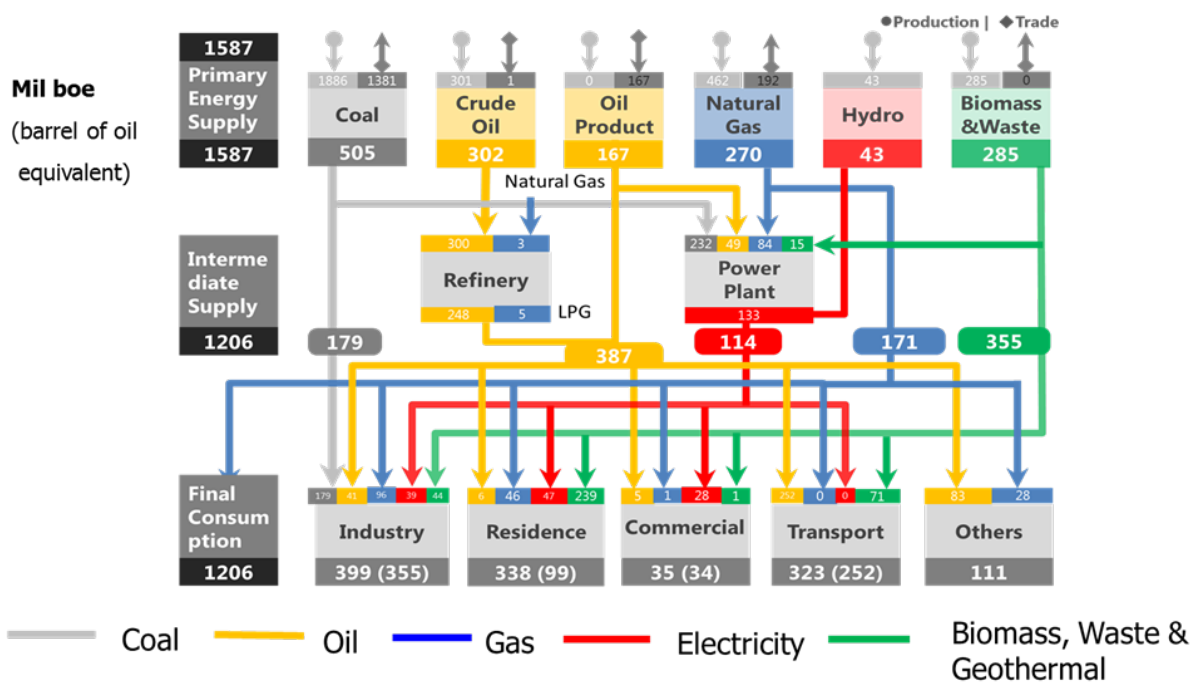 Production | Trade
1587
Primary
Energy
Supply
1587
Mil boe
(barrel of oil
equivalent)
1886 1381
Coal
505
301 1
Crude
Oil
302
0 167
Oil
Product
167
462 192
Natural
Gas
270
43
Hydro
43
285 0
Biomass
&Waste
285
Natural Gas
Interme
diate
Supply
1206
300 3
Refinery
248 5
LPG
232 49 84 15
Power
Plant
133
179
387
114
171
355
Final
Consum
ption
1206
179 41 96 39 44
Industry
399 (355)
6 46 47 239
Residence
338 (99)
5 1 28 1
Commercial
35 (34)
252 0 0 71
Transport
323 (252)
83 28
Others
111
Coal
Oil
Gas
Electricity
Biomass, Waste &
Geothermal